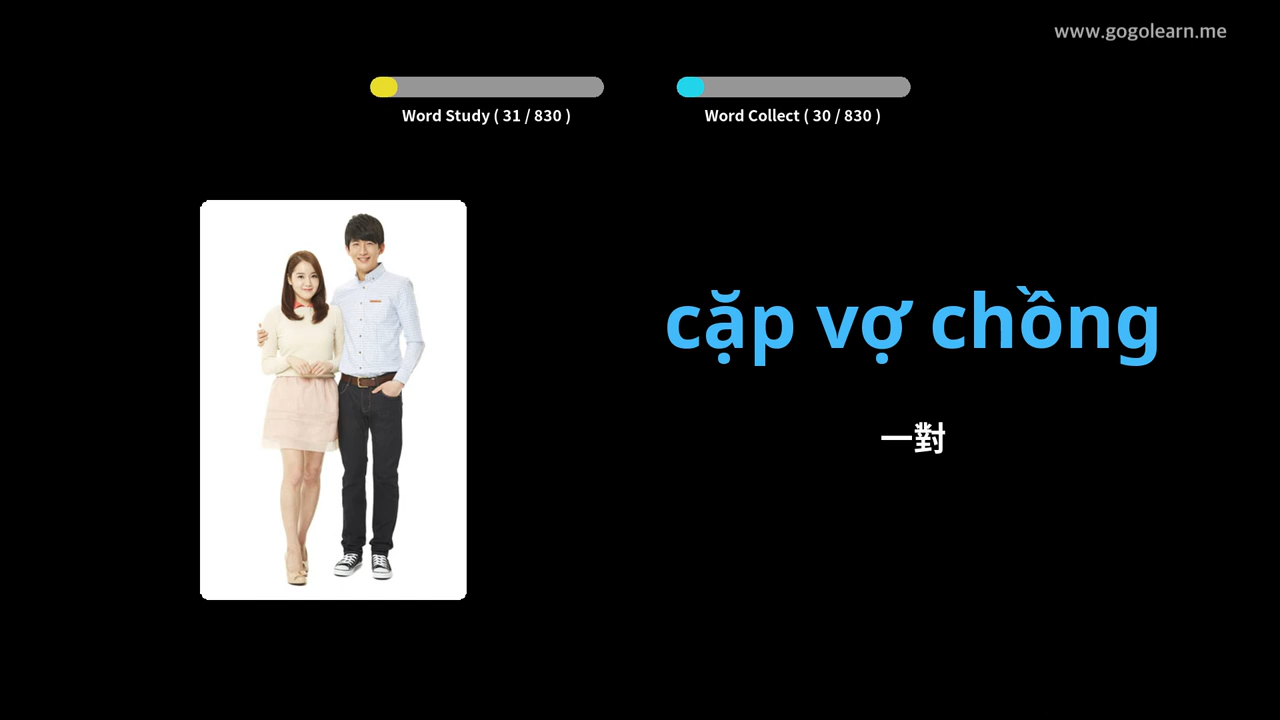 www.gogolearn.me
Word Study ( 31 / 830 )
Word Collect ( 30 / 830 )
cặp vợ chồng
一對